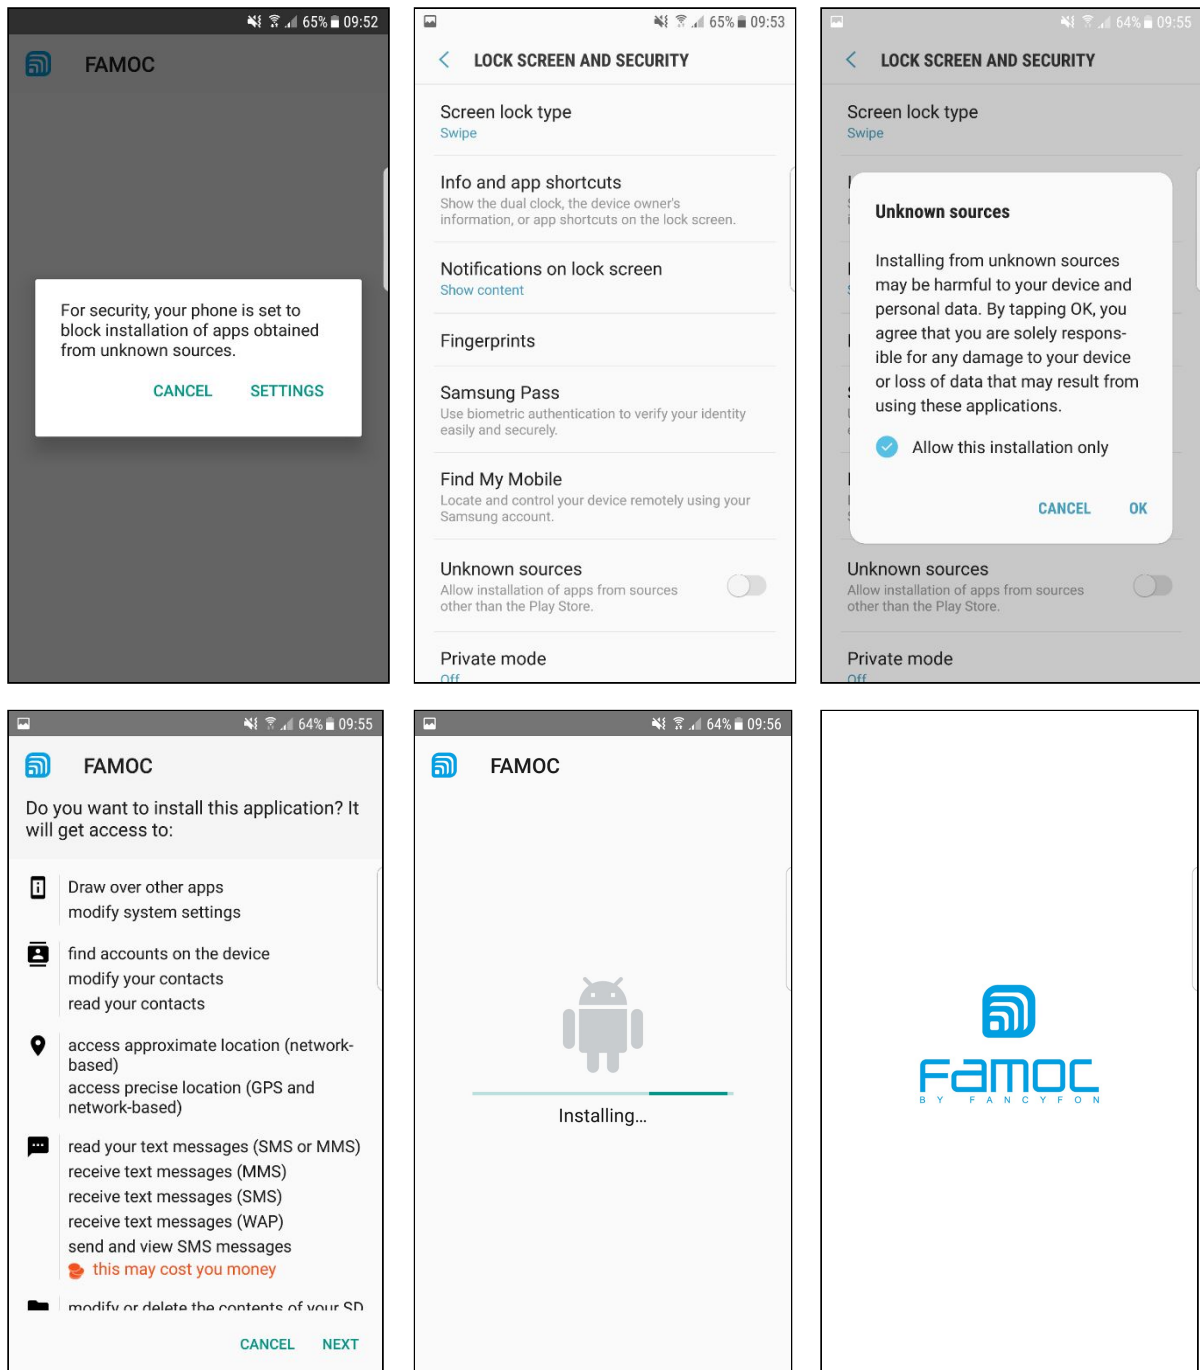 65% 09:52
FAMOC
For security, your phone is set to
block installation of apps obtained
from unknown sources.
CANCEL SETTINGS
65% 09:53
LOCK SCREEN AND SECURITY
Screen lock type
Swipe
Info and app shortcuts
Show the dual clock, the device owner's
information, or app shortcuts on the lock screen.
Notifications on lock screen
Show content
Fingerprints
Samsung Pass
Use biometric authentication to verify your identity
easily and securely.
Find My Mobile
Locate and control your device remotely using your
Samsung account.
Unknown sources
Allow installation of apps from sources
other than the Play Store.
Private mode
Off
64% 09:55
LOCK SCREEN AND SECURITY
Screen lock type
Swipe
Unknown sources
Installing from unknown sources
may be harmful to your device and
personal data. By tapping OK, you
agree that you are solely respons-
ible for any damage to your device
or loss of data that may result from
using these applications.
Allow this installation only
CANCEL OK
Unknown sources
Allow installation of apps from sources
other than the Play Store.
Private mode
Off
64% 09:55
FAMOC
Do you want to install this application? It
will get access to:
Draw over other apps
modify system settings
find accounts on the device
modify your contacts
read your contacts
access approximate location (network-
based)
access precise location (GPS and
network-based)
read your text messages (SMS or MMS)
receive text messages (MMS)
receive text messages (SMS)
receive text messages (WAP)
send and view SMS messages
this may cost you money
modify or delete the contents of your SD
CANCEL NEXT
64% 09:56
FAMOC
Installing...
Famoc
BY FANCYFON